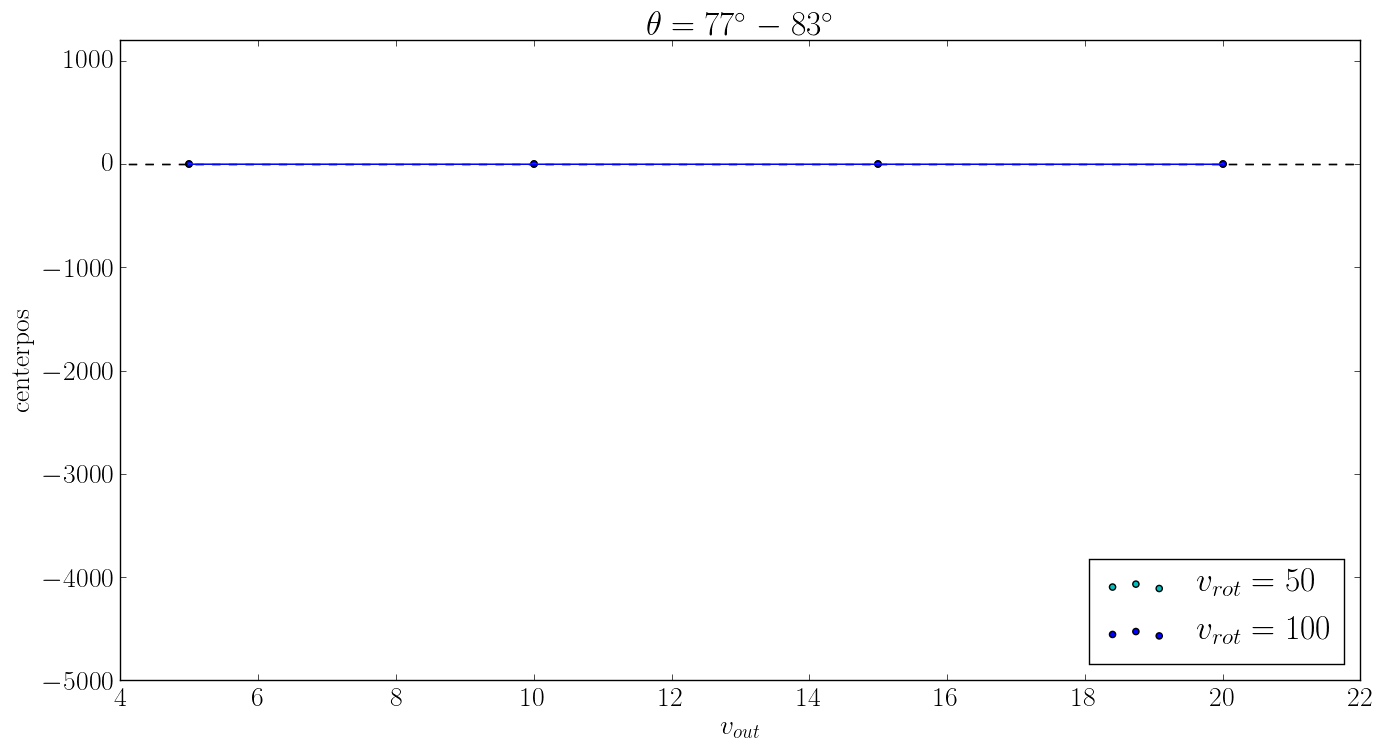 θ = 77° − 83°
1000
0
−1000
−2000
−3000
−4000
−5000
centerpos
4 6 8 10 12 14 16 18 20 22
v_out
v_rot = 50
v_rot = 100